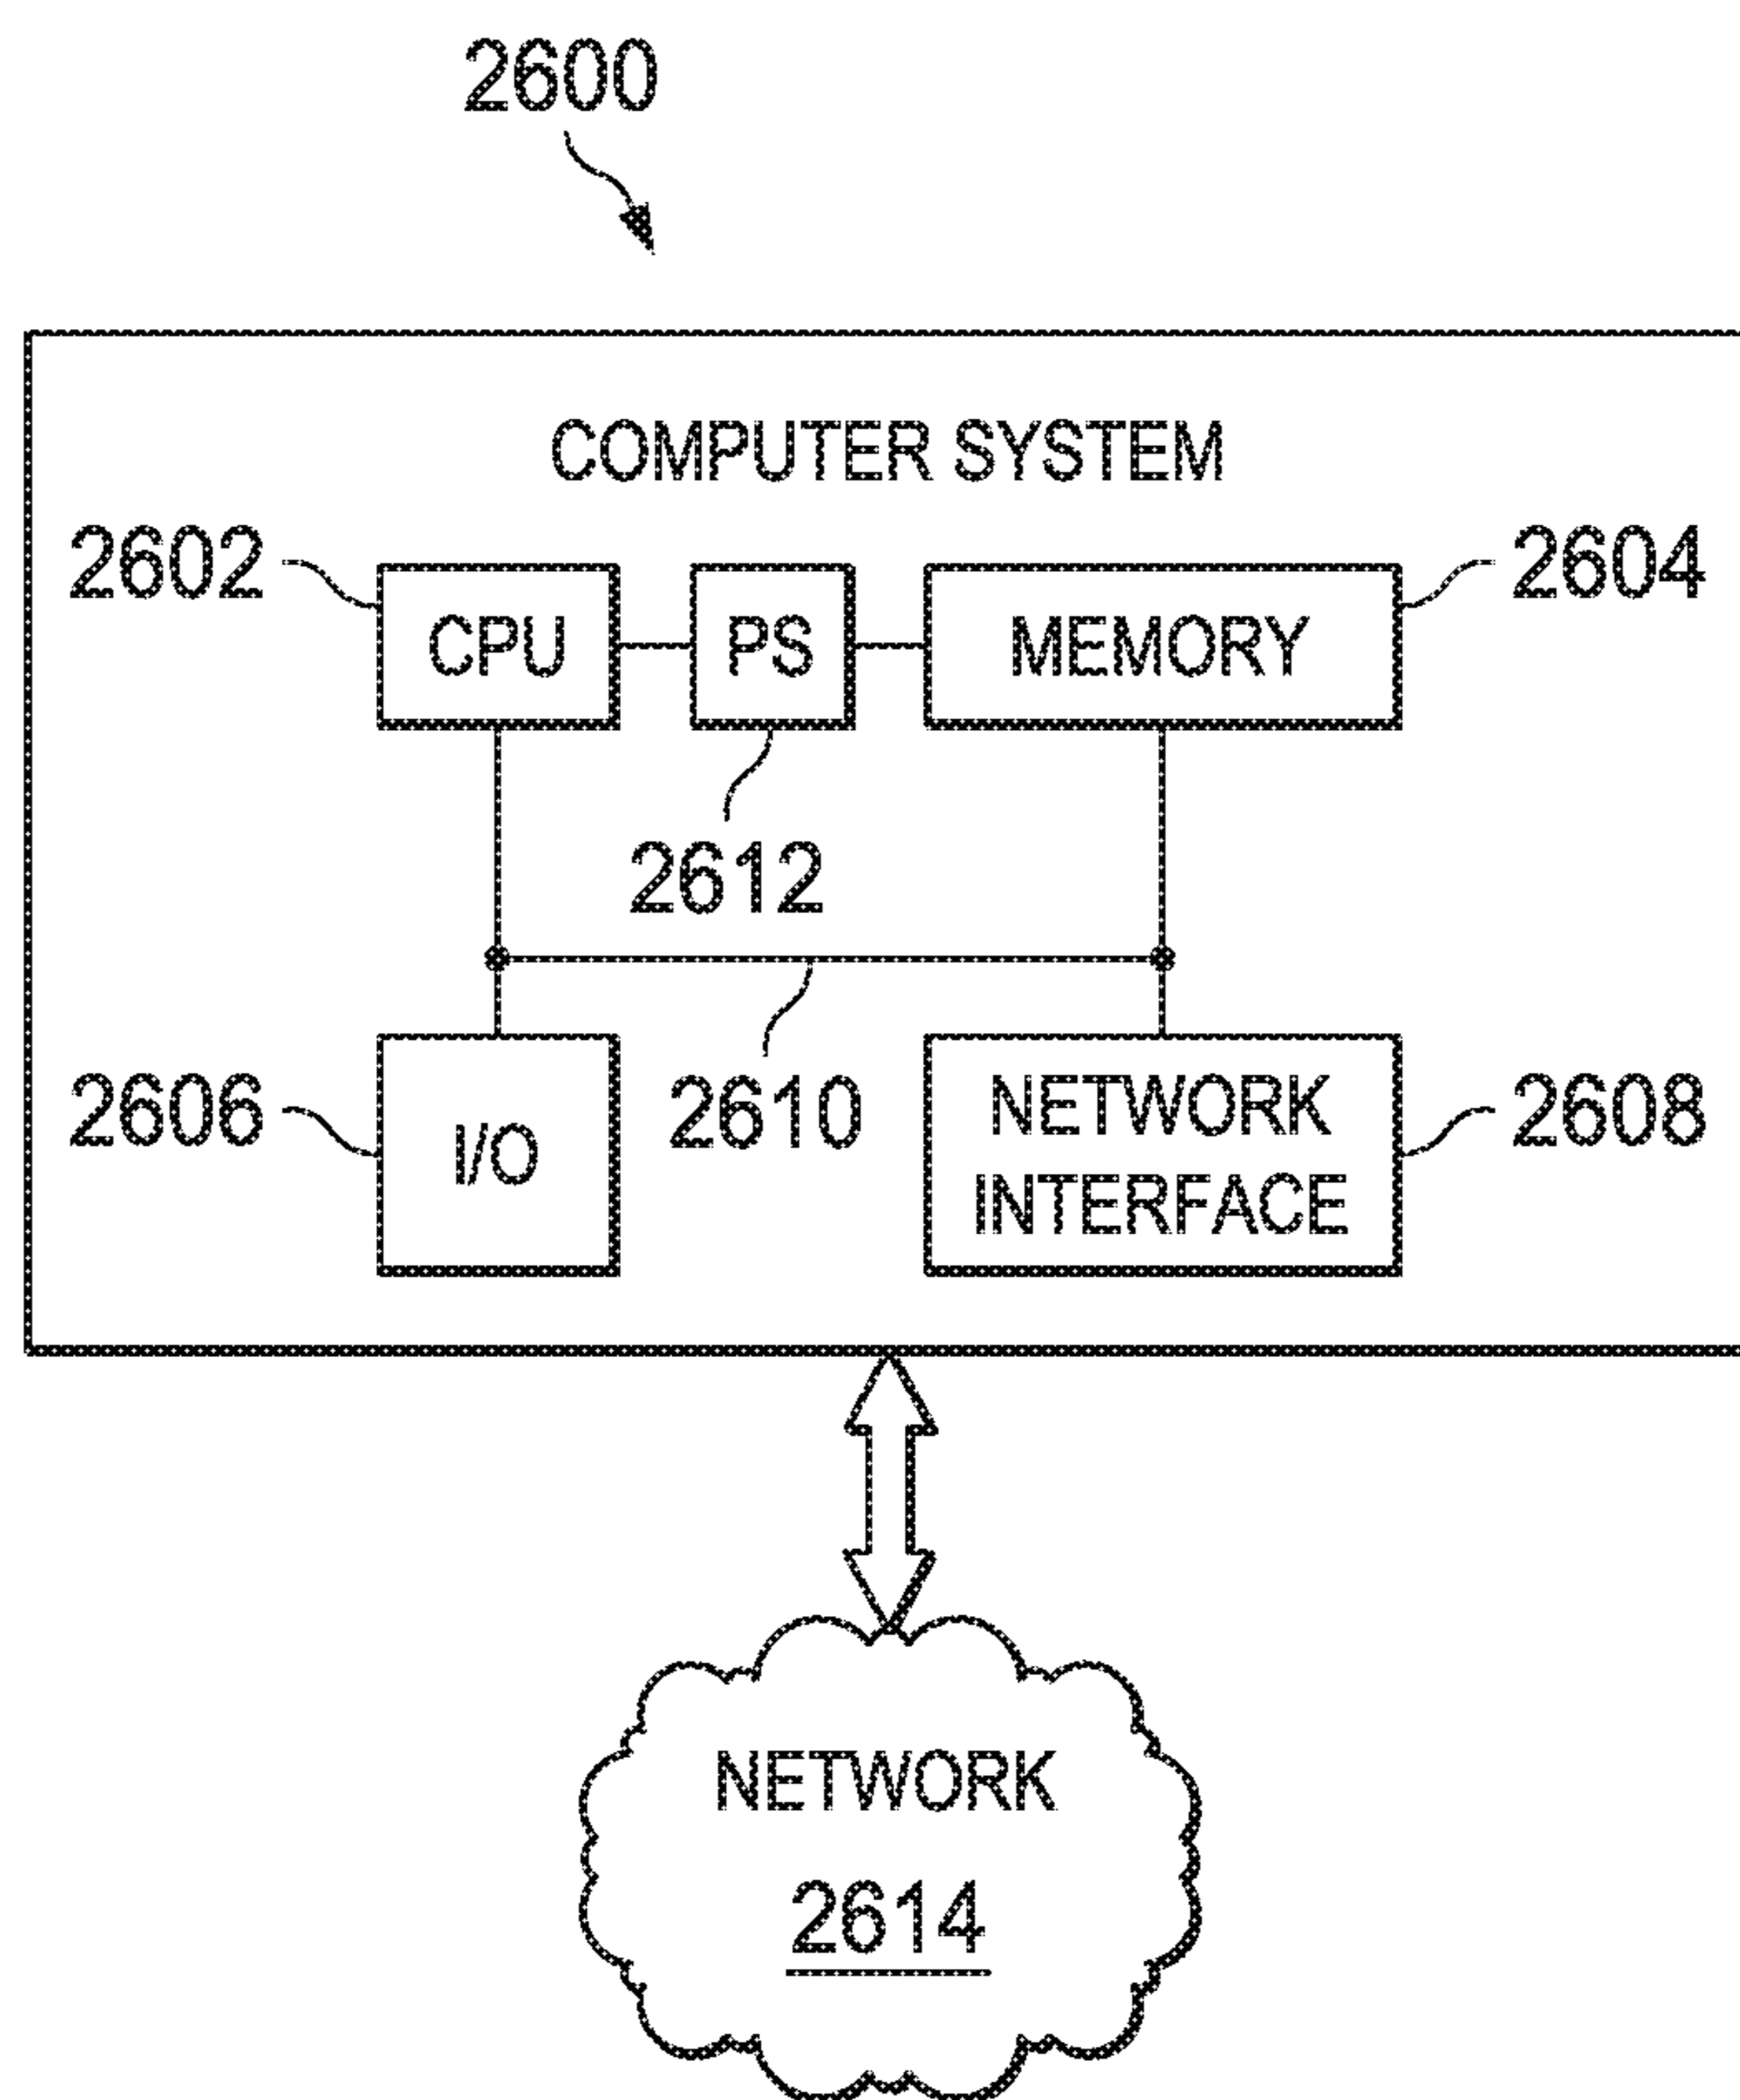 2600
COMPUTER SYSTEM
2602
2604
CPU
PS
MEMORY
2612
2606
2610
2608
I/O
NETWORK
INTERFACE
NETWORK
2614